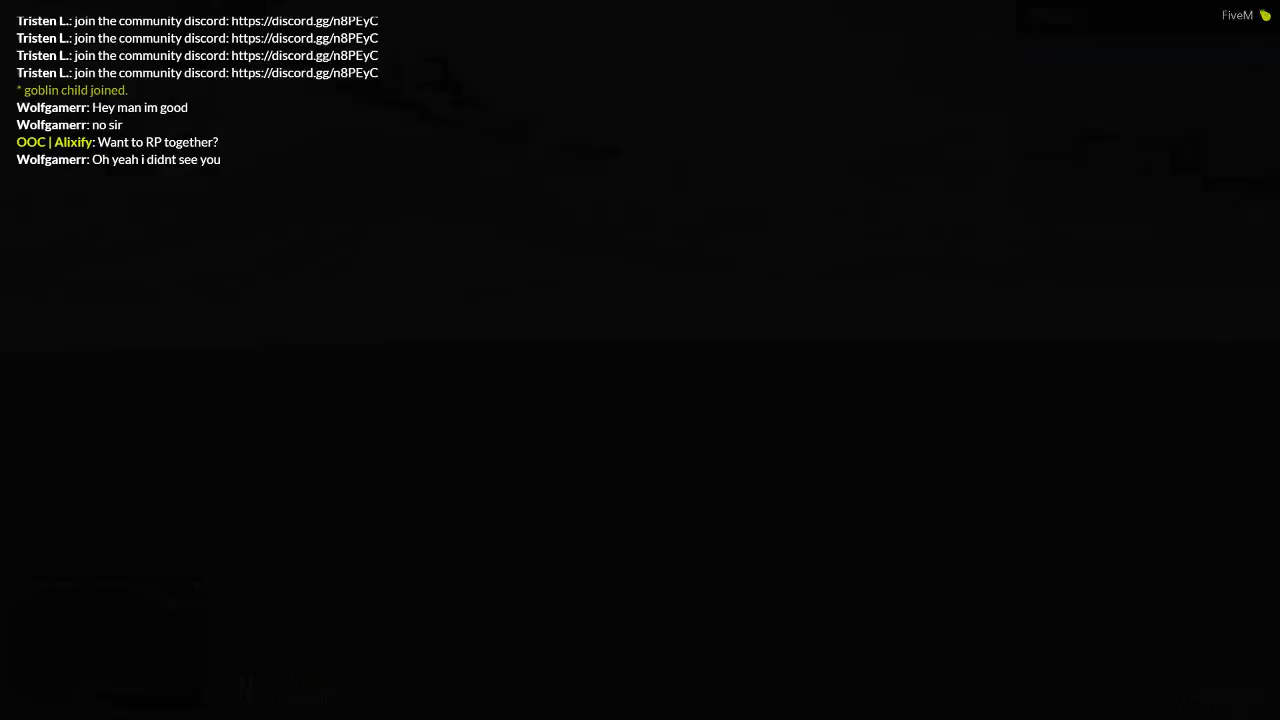 Tristen L.: join the community discord: https://discord.gg/n8PEyC
FiveM
Tristen L.: join the community discord: https://discord.gg/n8PEyC
Tristen L.: join the community discord: https://discord.gg/n8PEyC
Tristen L.: join the community discord: https://discord.gg/n8PEyC
* goblin child joined.
Wolfgamerr: Hey man im good
Wolfgamerr: no sir
OOC | Alixify: Want to RP together?
Wolfgamerr: Oh yeah i didnt see you